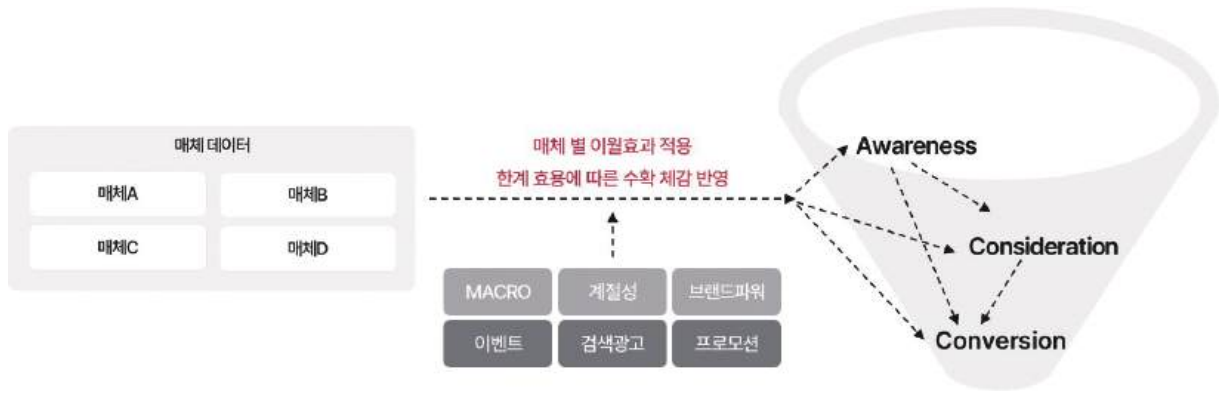 매체 데이터
매체A
매체B
매체C
매체D
매체 별 이월효과 적용
한계 효용에 따른 수확 체감 반영
MACRO
계절성
브랜드파워
이벤트
검색광고
프로모션
Awareness
Consideration
Conversion